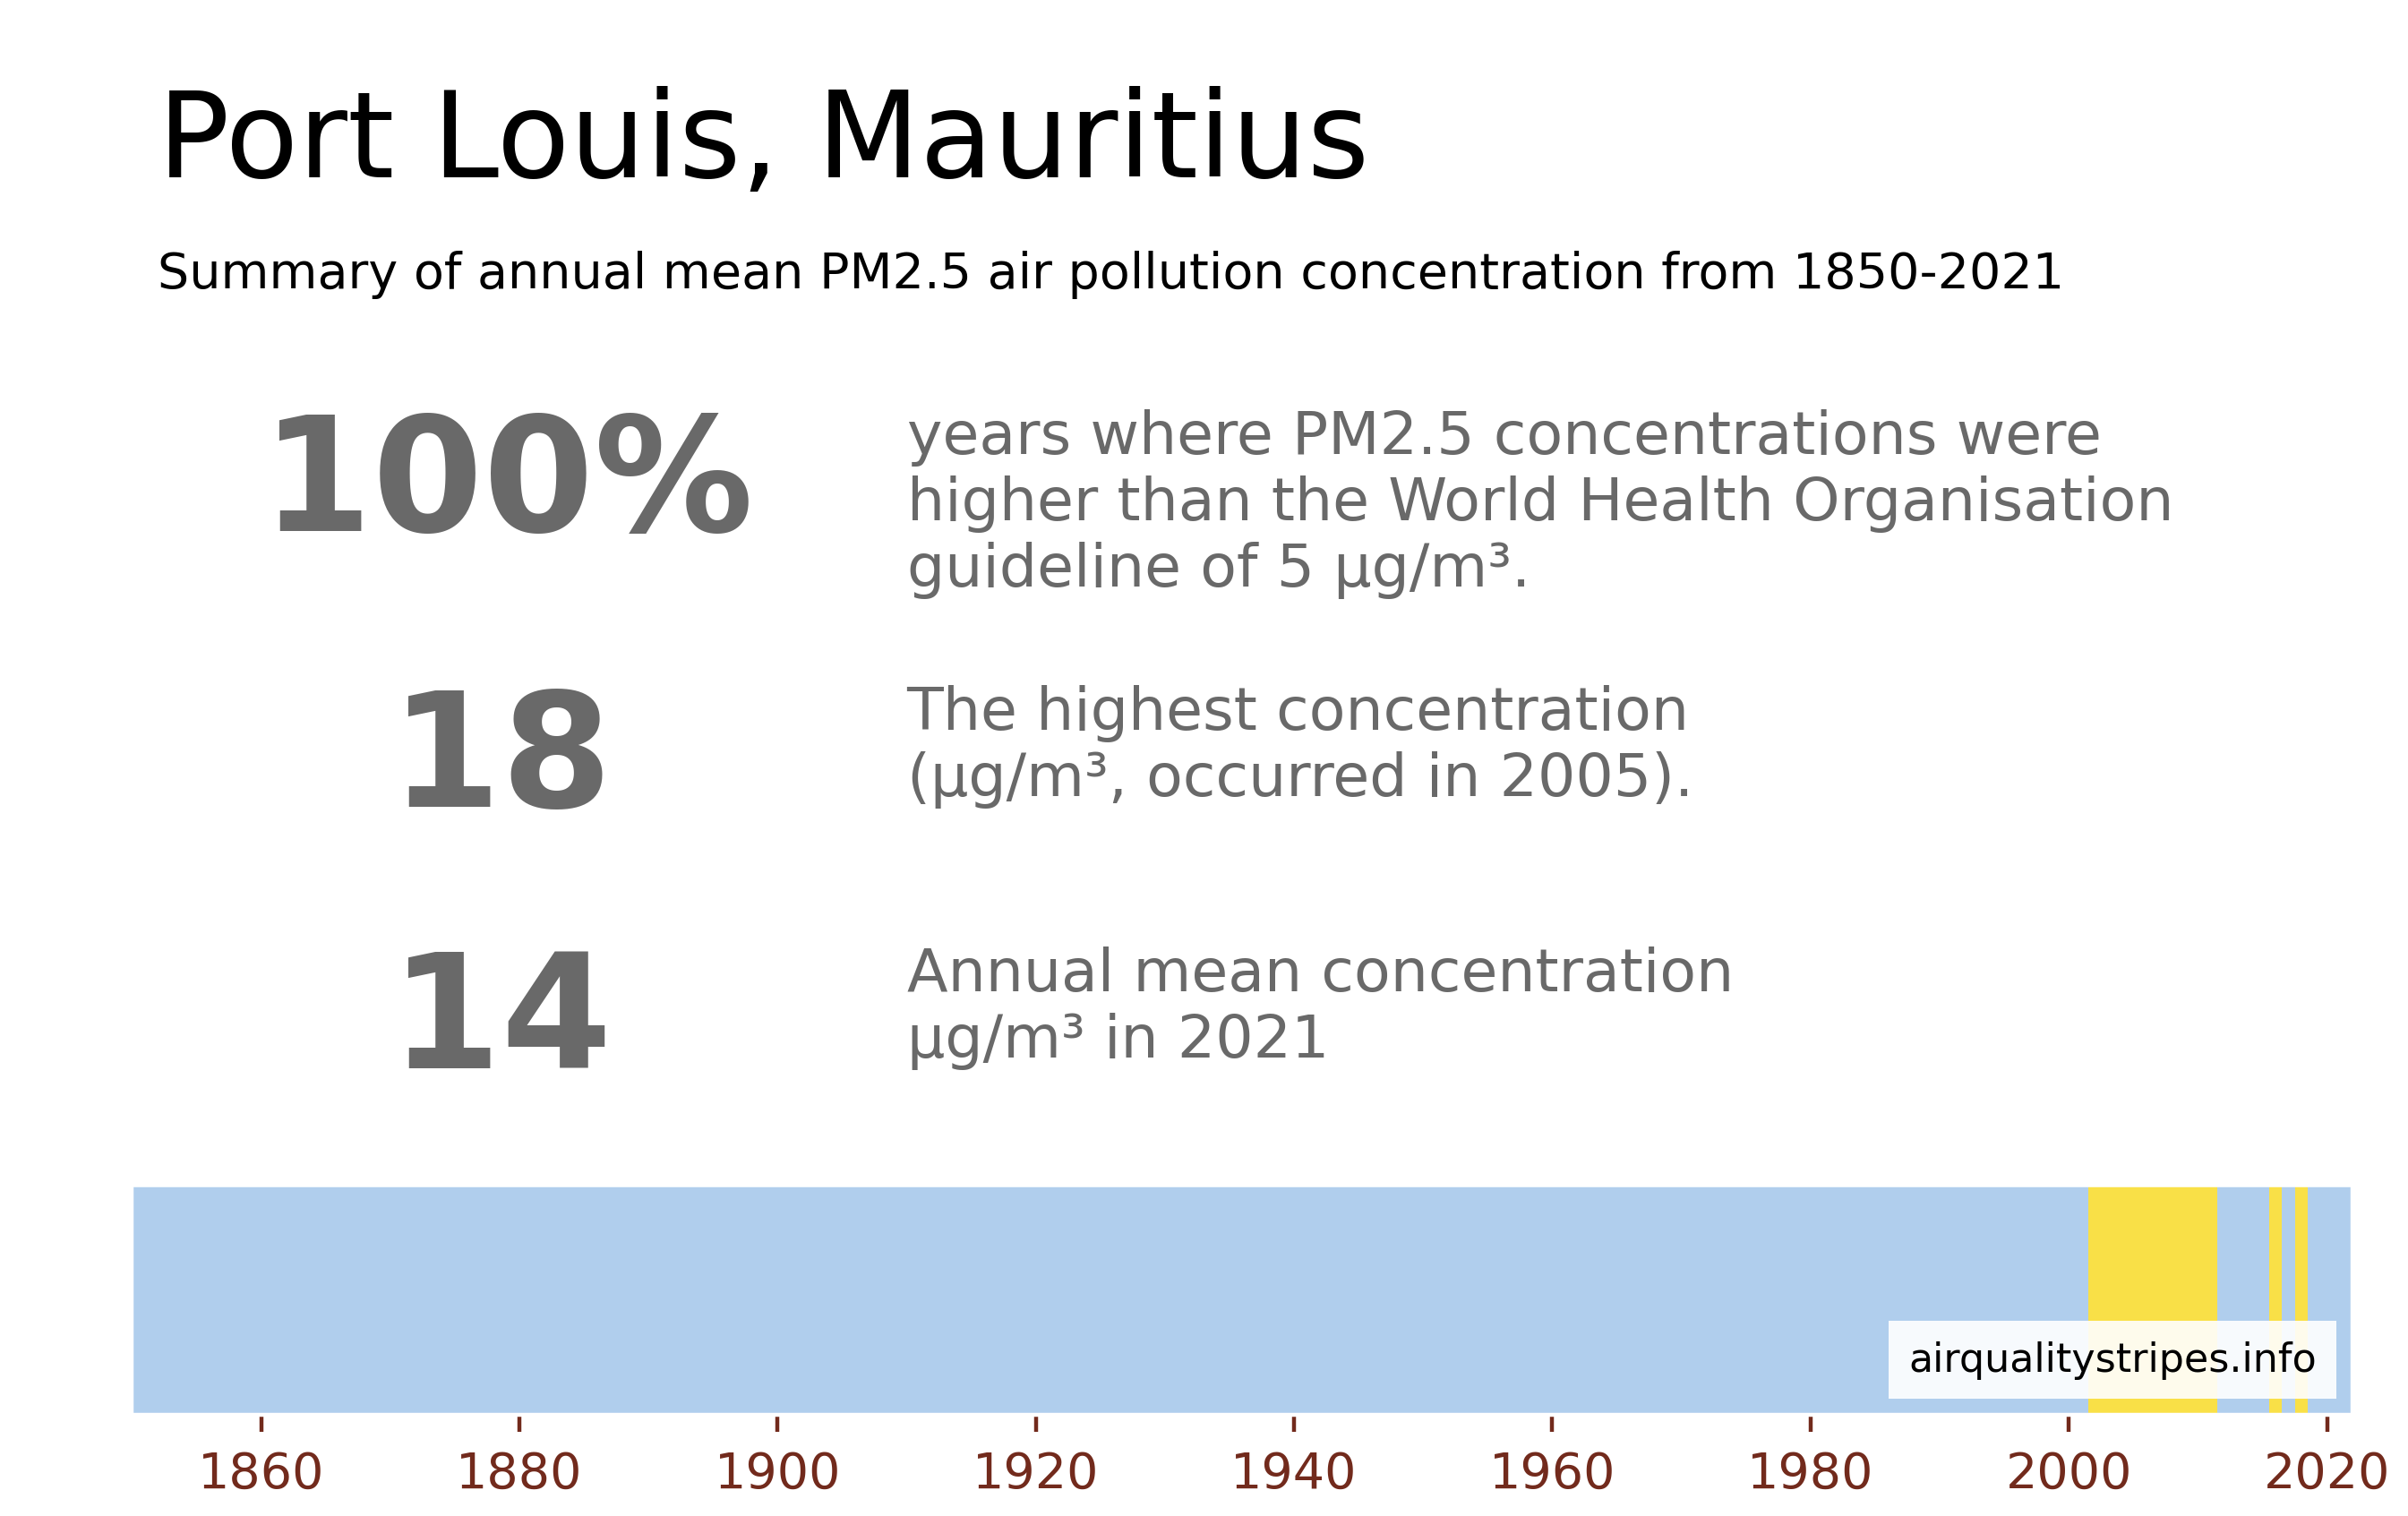 Port Louis, Mauritius
Summary of annual mean PM2.5 air pollution concentration from 1850-2021
100%
years where PM2.5 concentrations were
higher than the World Health Organisation
guideline of 5 µg/m³.
18
The highest concentration
(µg/m³, occurred in 2005).
14
Annual mean concentration
µg/m³ in 2021
airqualitystripes.info
1860 1880 1900 1920 1940 1960 1980 2000 2020